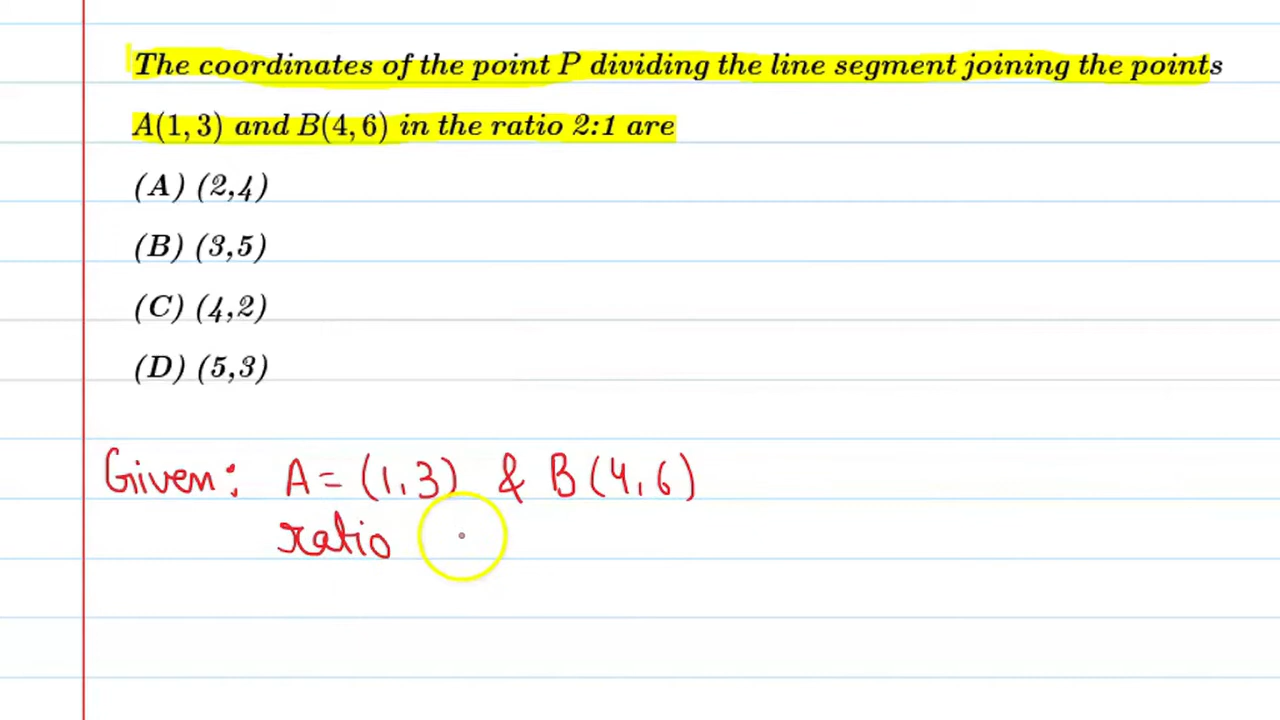 The coordinates of the point P dividing the line segment joining the points
A(1, 3) and B(4, 6) in the ratio 2:1 are
(A) (2,4)
(B) (3,5)
(C) (4,2)
(D) (5,3)
Given: A = (1, 3) & B (4, 6)
ratio